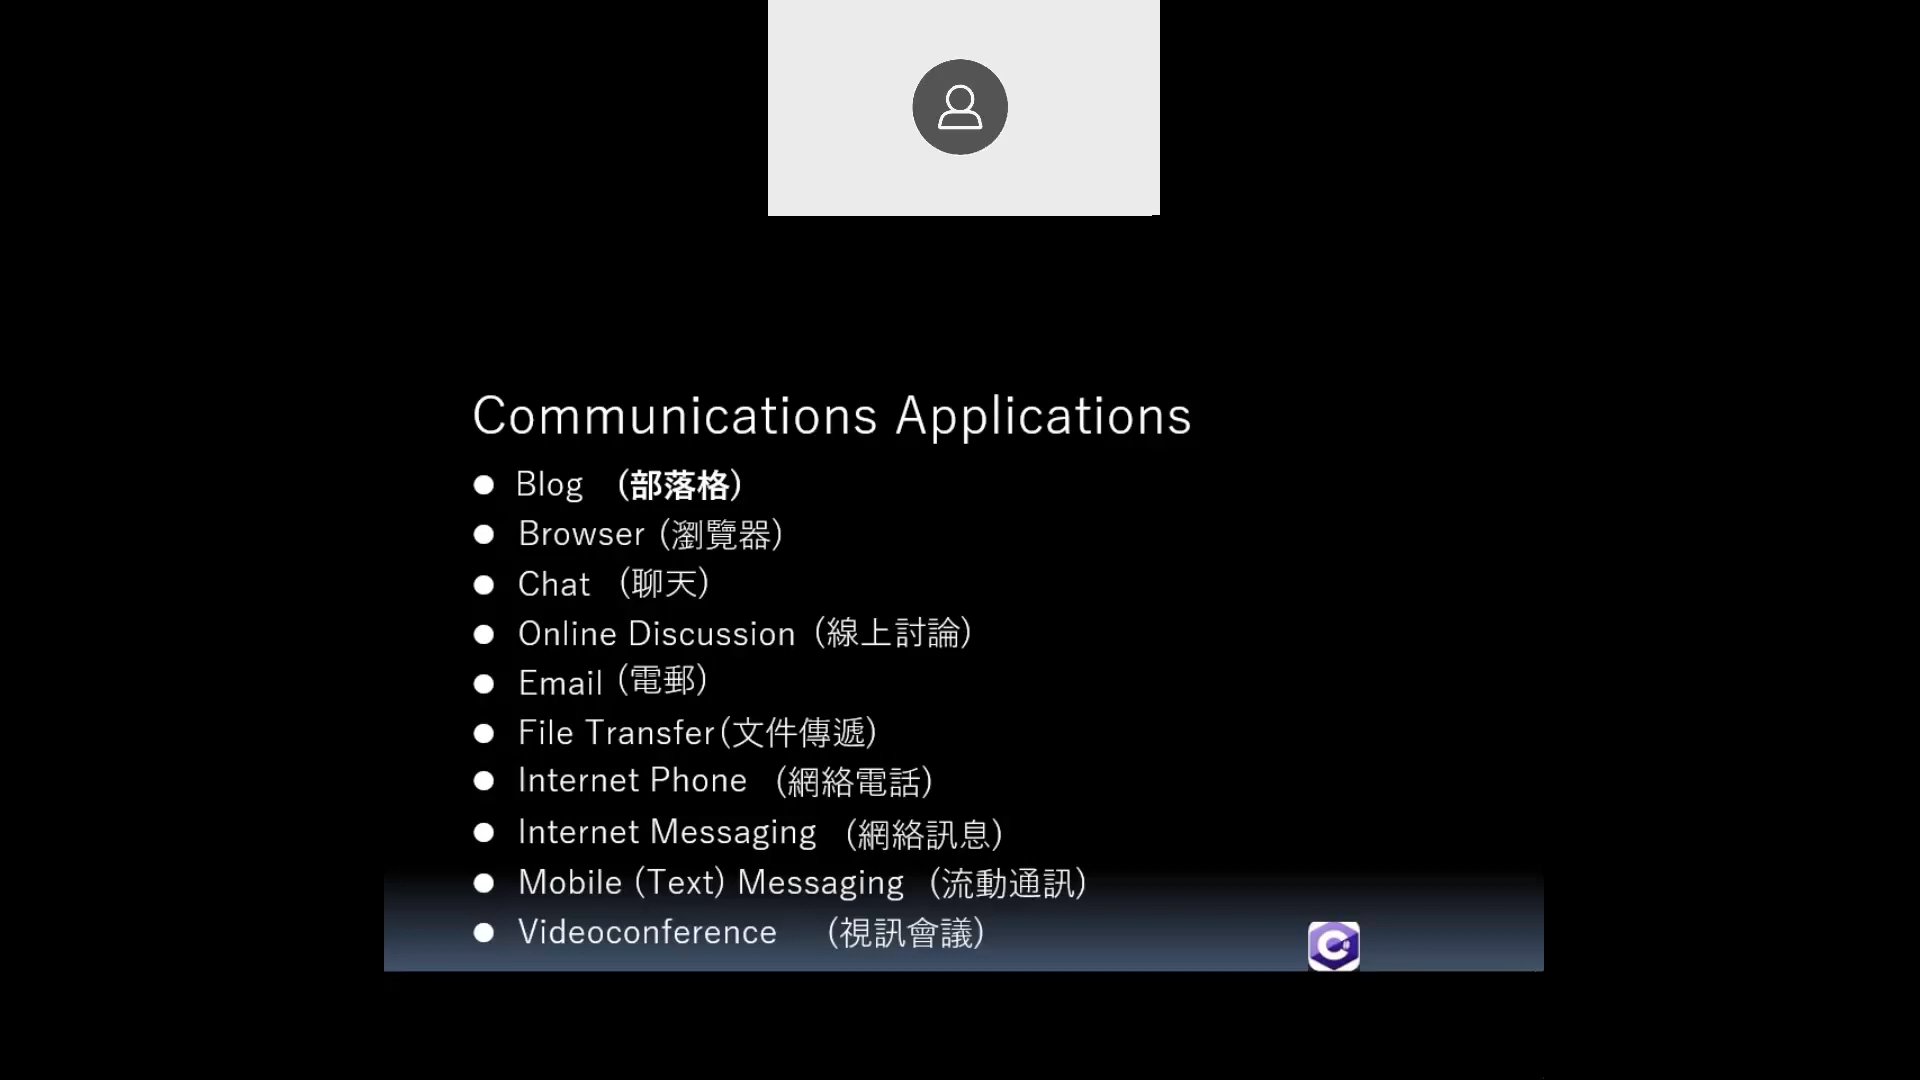 Communications Applications
● Blog (部落格)
● Browser (瀏覽器)
● Chat (聊天)
● Online Discussion (線上討論)
● Email (電郵)
● File Transfer(文件傳遞)
● Internet Phone (網絡電話)
● Internet Messaging (網絡訊息)
● Mobile (Text) Messaging (流動通訊)
● Videoconference (視訊會議)
C#